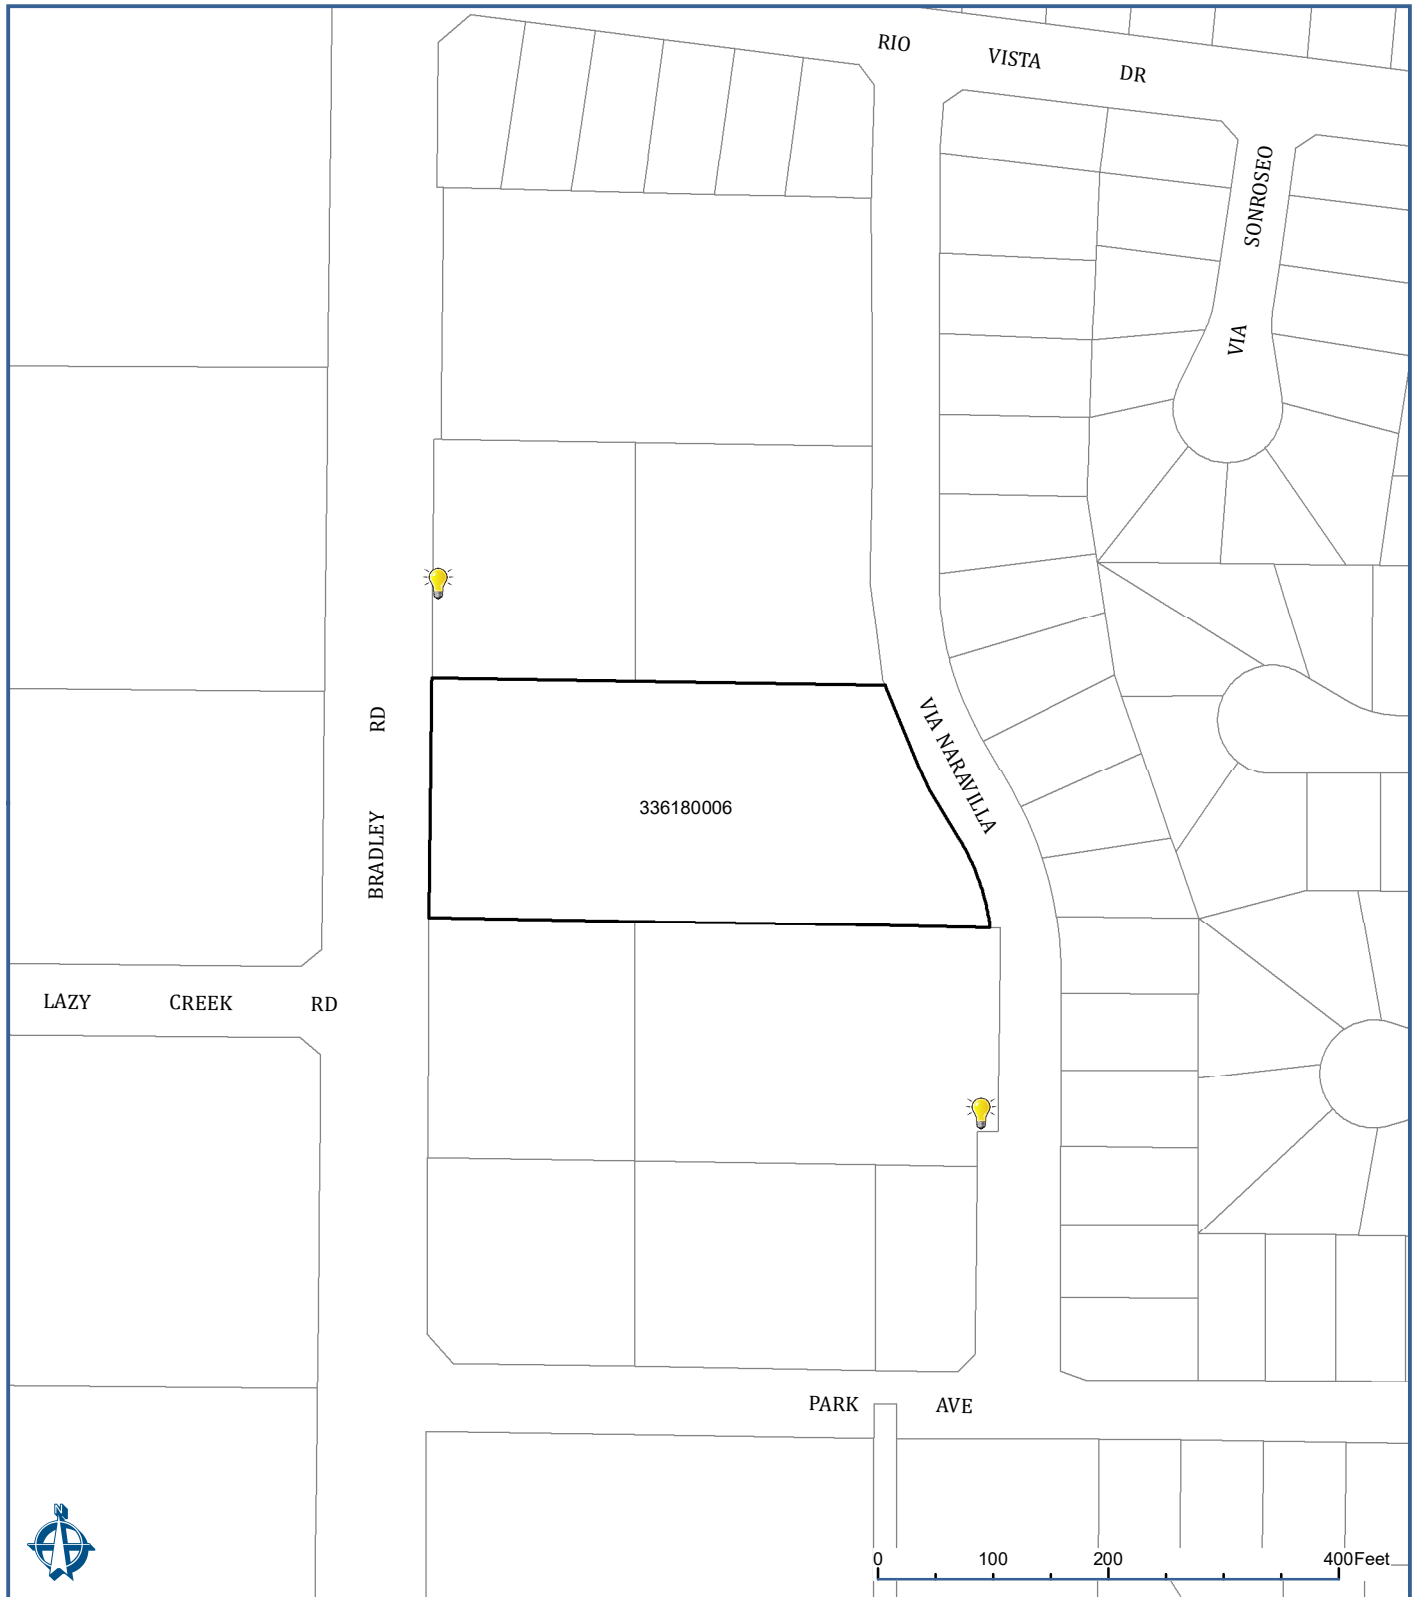 RIO VISTA DR
VIA SONROSEO
VIA NARAVILLA
BRADLEY RD
336180006
LAZY CREEK RD
PARK AVE
N
0 100 200 400Feet